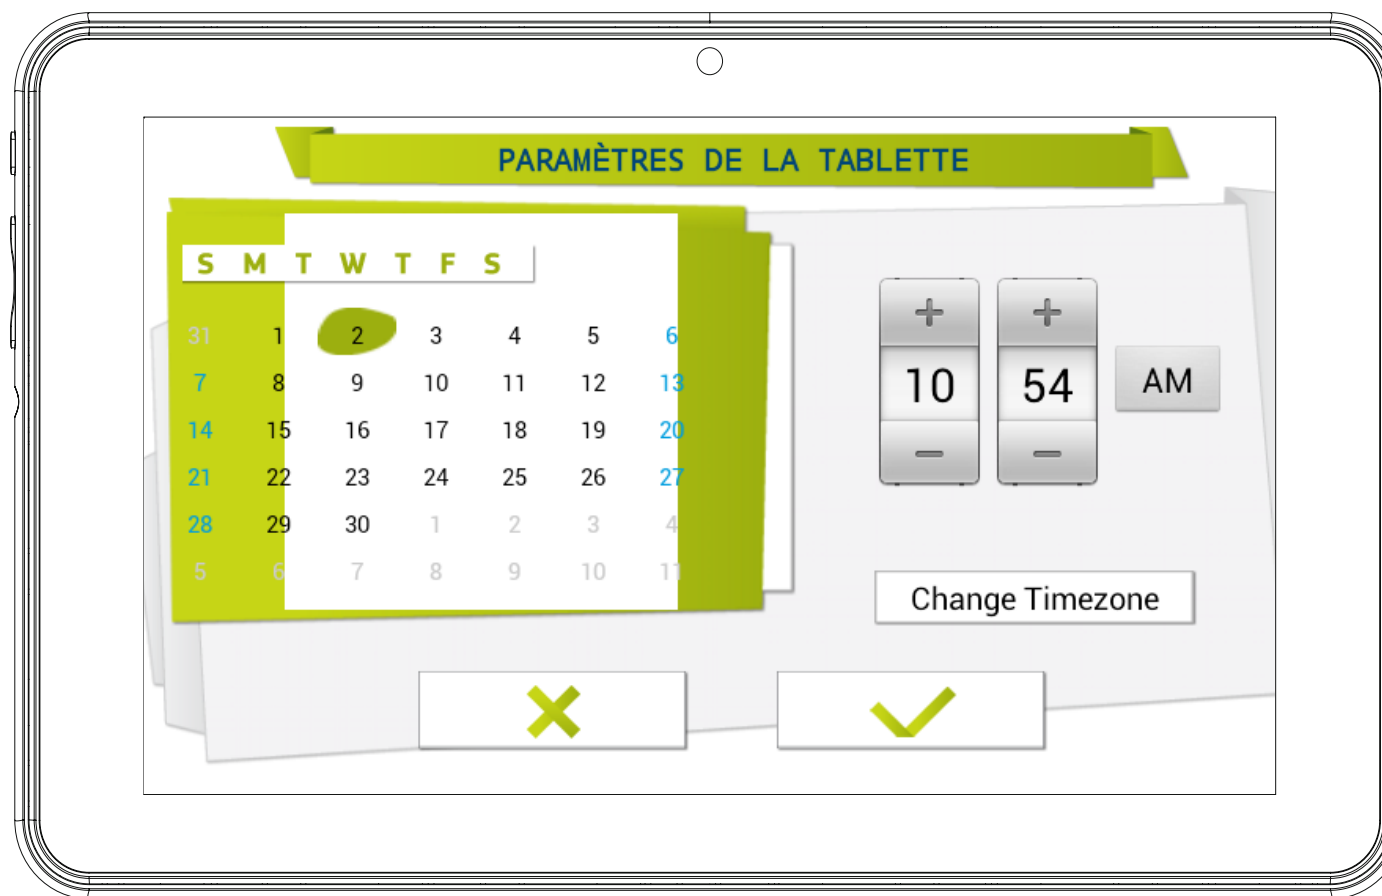 PARAMÈTRES DE LA TABLETTE
S M T W T F S
31 1 2 3 4 5 6
7 8 9 10 11 12 13
14 15 16 17 18 19 20
21 22 23 24 25 26 27
28 29 30 1 2 3 4
5 6 7 8 9 10 11
+ +
10 54 AM
− −
Change Timezone